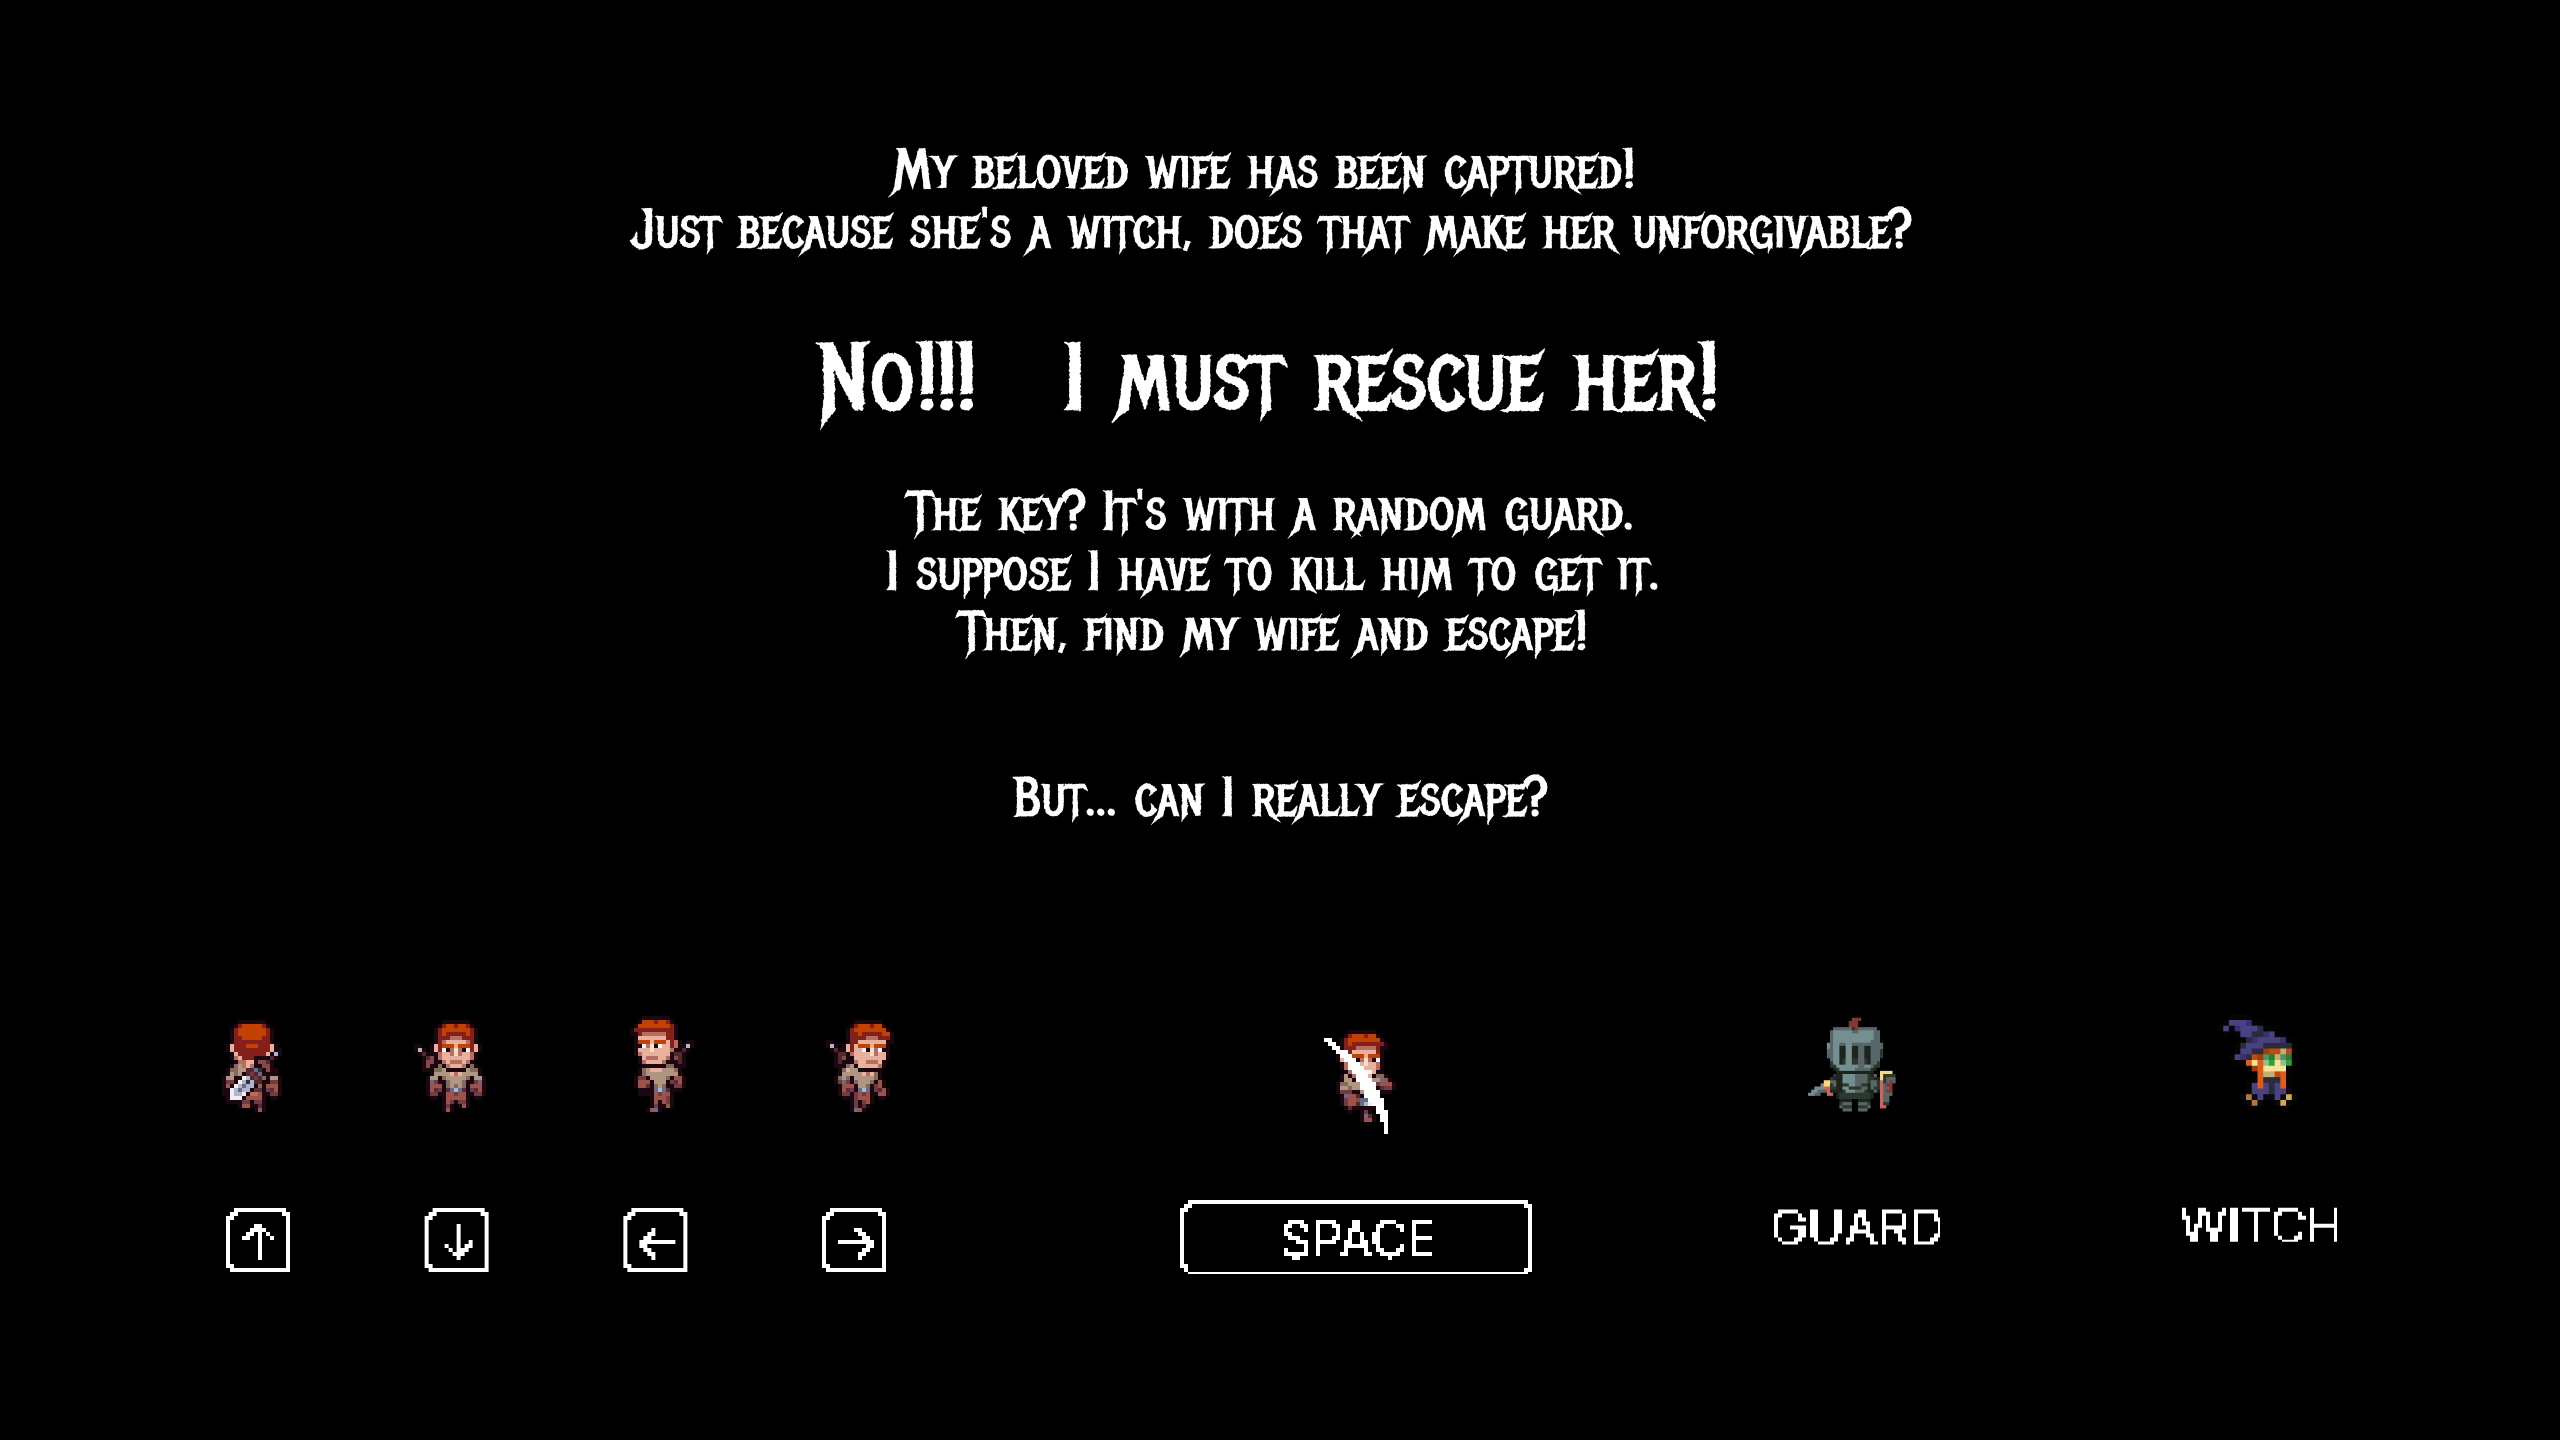 My beloved wife has been captured!
Just because she's a witch, does that make her unforgivable?
No!!! I must rescue her!
The key? It's with a random guard.
I suppose I have to kill him to get it.
Then, find my wife and escape!
But... can I really escape?
↑ ↓ ← → SPACE GUARD WITCH